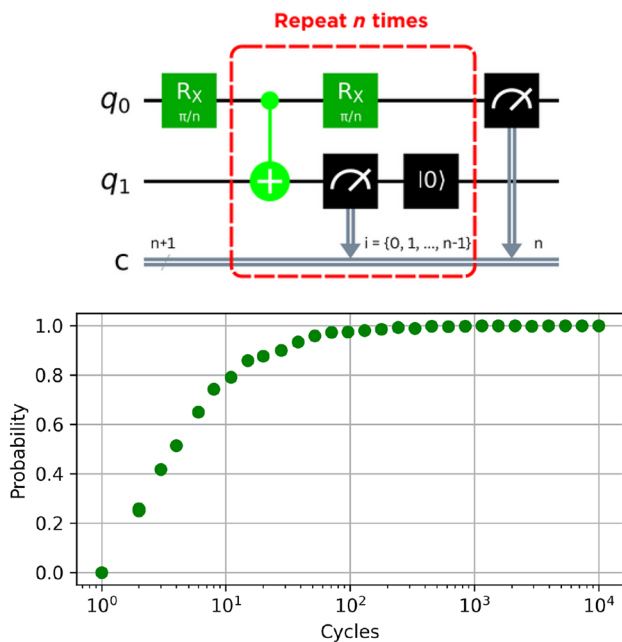 Repeat n times
q0
RX
π/n
RX
π/n
q1
|0⟩
n+1
i = {0, 1, ..., n-1}
n
c
1.0
0.8
0.6
0.4
0.2
0.0
Probability
10^0
10^1
10^2
10^3
10^4
Cycles